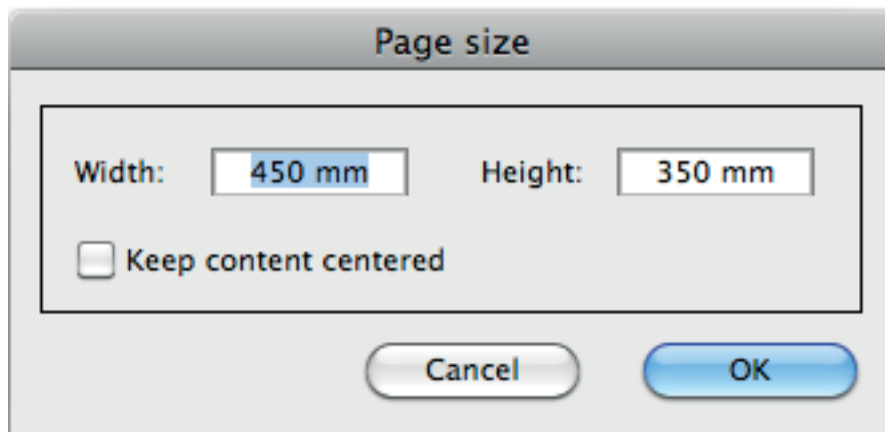 Page size
Width: 450 mm Height: 350 mm
Keep content centered
Cancel OK